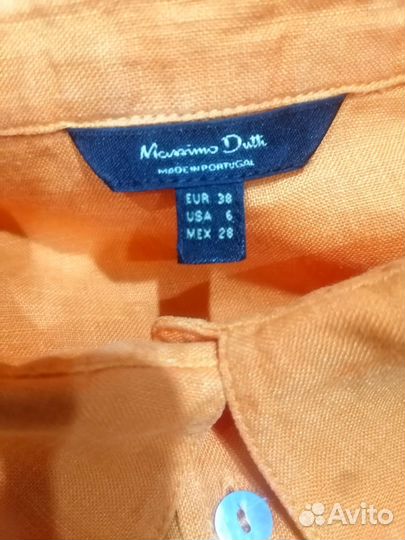 Massimo Dutti
MADE IN PORTUGAL
EUR 38
USA 6
MEX 28
Avito